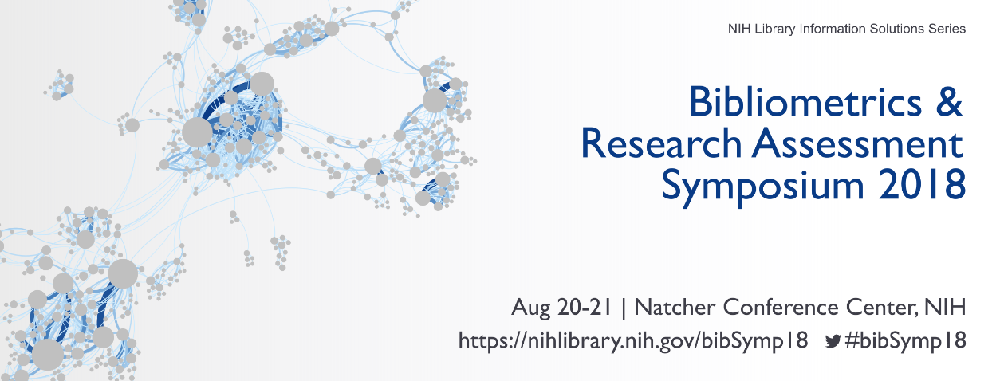 NIH Library Information Solutions Series
Bibliometrics &
Research Assessment
Symposium 2018
Aug 20-21 | Natcher Conference Center, NIH
https://nihlibrary.nih.gov/bibSymp18 #bibSymp18